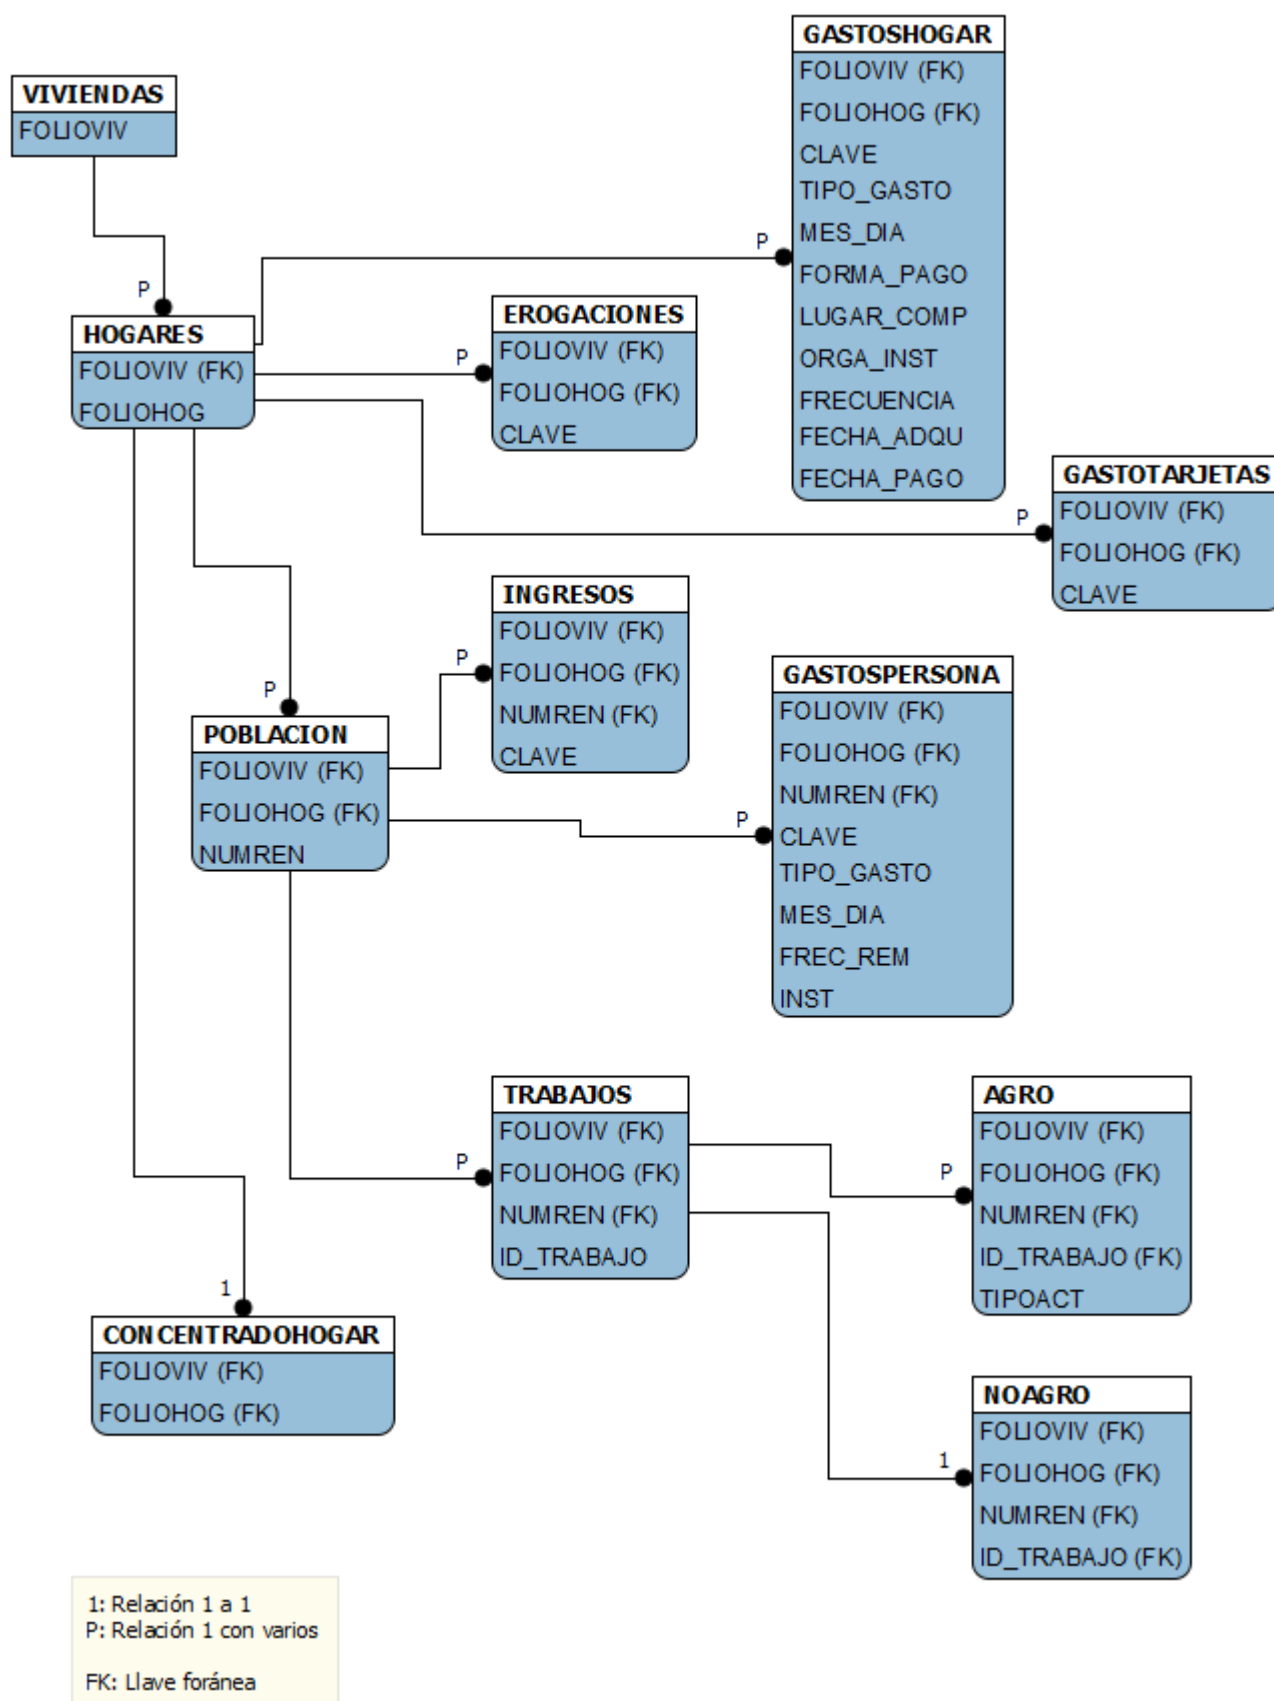 VIVIENDAS
FOLIOVIV
P
HOGARES
FOLIOVIV (FK)
FOLIOHOG
P
GASTOSHOGAR
FOLIOVIV (FK)
FOLIOHOG (FK)
CLAVE
TIPO_GASTO
MES_DIA
FORMA_PAGO
LUGAR_COMP
ORGA_INST
FRECUENCIA
FECHA_ADQU
FECHA_PAGO
P
EROGACIONES
FOLIOVIV (FK)
FOLIOHOG (FK)
CLAVE
P
GASTOTARJETAS
FOLIOVIV (FK)
FOLIOHOG (FK)
CLAVE
P
POBLACION
FOLIOVIV (FK)
FOLIOHOG (FK)
NUMREN
P
INGRESOS
FOLIOVIV (FK)
FOLIOHOG (FK)
NUMREN (FK)
CLAVE
P
GASTOSPERSONA
FOLIOVIV (FK)
FOLIOHOG (FK)
NUMREN (FK)
CLAVE
TIPO_GASTO
MES_DIA
FREC_REM
INST
P
TRABAJOS
FOLIOVIV (FK)
FOLIOHOG (FK)
NUMREN (FK)
ID_TRABAJO
P
AGRO
FOLIOVIV (FK)
FOLIOHOG (FK)
NUMREN (FK)
ID_TRABAJO (FK)
TIPOACT
1
CONCENTRADOHOGAR
FOLIOVIV (FK)
FOLIOHOG (FK)
1
NOAGRO
FOLIOVIV (FK)
FOLIOHOG (FK)
NUMREN (FK)
ID_TRABAJO (FK)
1: Relación 1 a 1
P: Relación 1 con varios
FK: Llave foránea